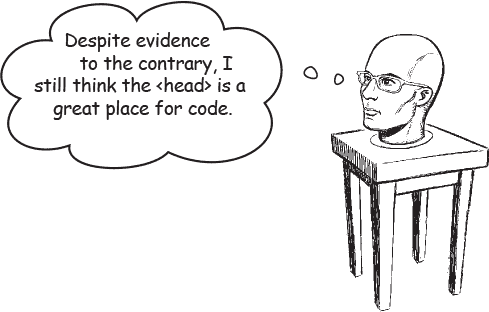 Despite evidence
to the contrary, I
still think the <head> is a
great place for code.